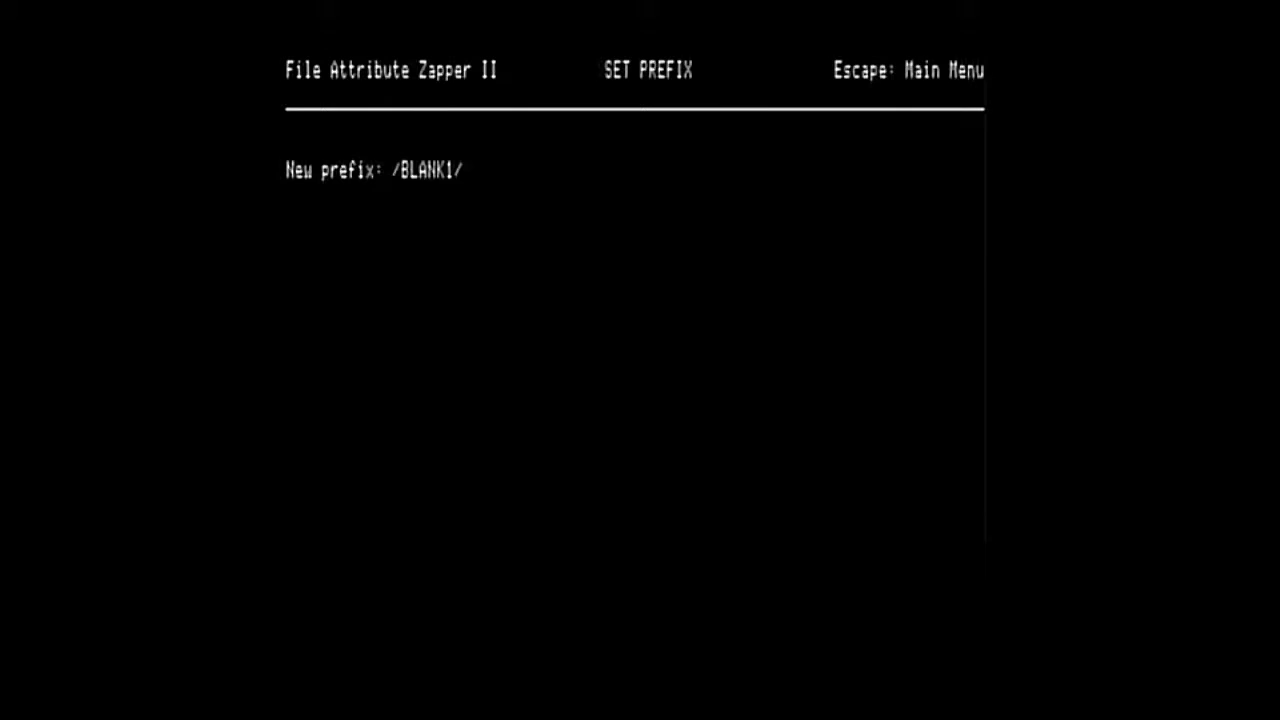 File Attribute Zapper II SET PREFIX Escape: Main Menu
New prefix: /BLANK1/